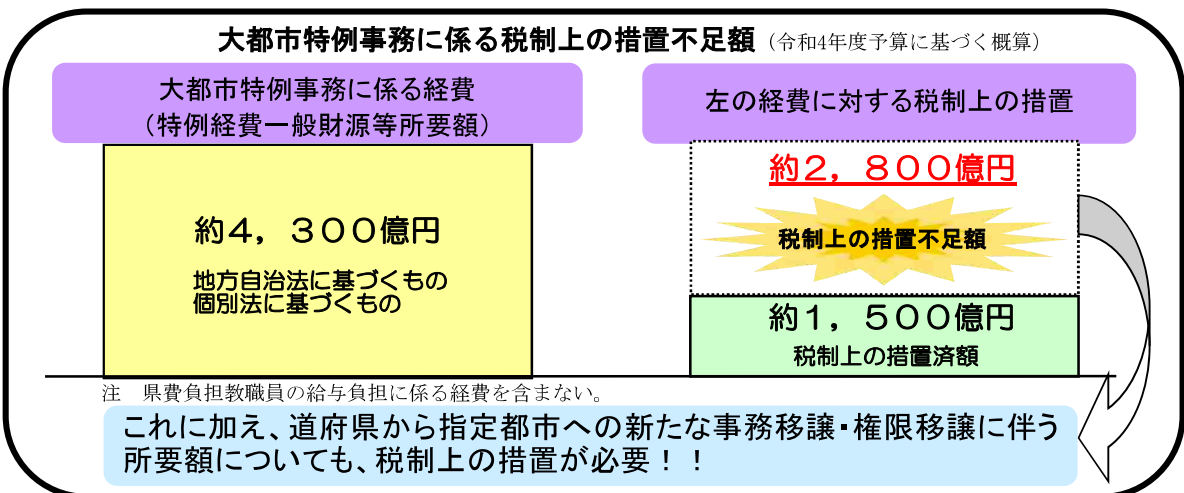 大都市特例事務に係る税制上の措置不足額（令和4年度予算に基づく概算）
大都市特例事務に係る経費
（特例経費一般財源等所要額）
約4，300億円
地方自治法に基づくもの
個別法に基づくもの
左の経費に対する税制上の措置
約2，800億円
税制上の措置不足額
約1，500億円
税制上の措置済額
注　県費負担教職員の給与負担に係る経費を含まない。
これに加え、道府県から指定都市への新たな事務移譲・権限移譲に伴う
所要額についても、税制上の措置が必要！！